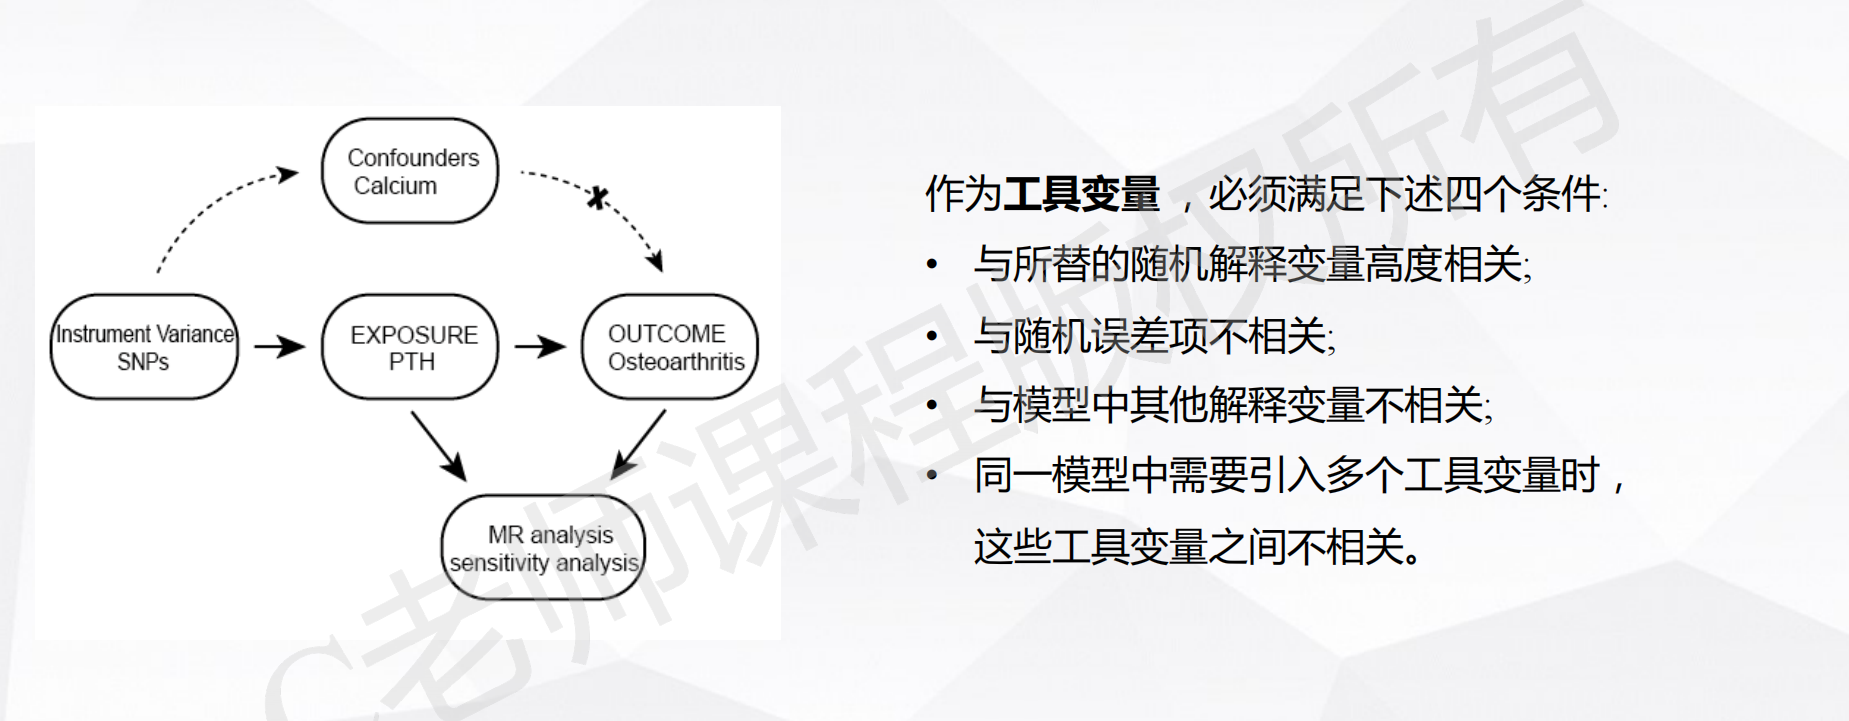 Confounders
Calcium
Instrument Variance
SNPs
EXPOSURE
PTH
OUTCOME
Osteoarthritis
MR analysis
sensitivity analysis
作为工具变量，必须满足下述四个条件:
• 与所替的随机解释变量高度相关;
• 与随机误差项不相关;
• 与模型中其他解释变量不相关;
• 同一模型中需要引入多个工具变量时，
这些工具变量之间不相关。
C老师课程版权所有